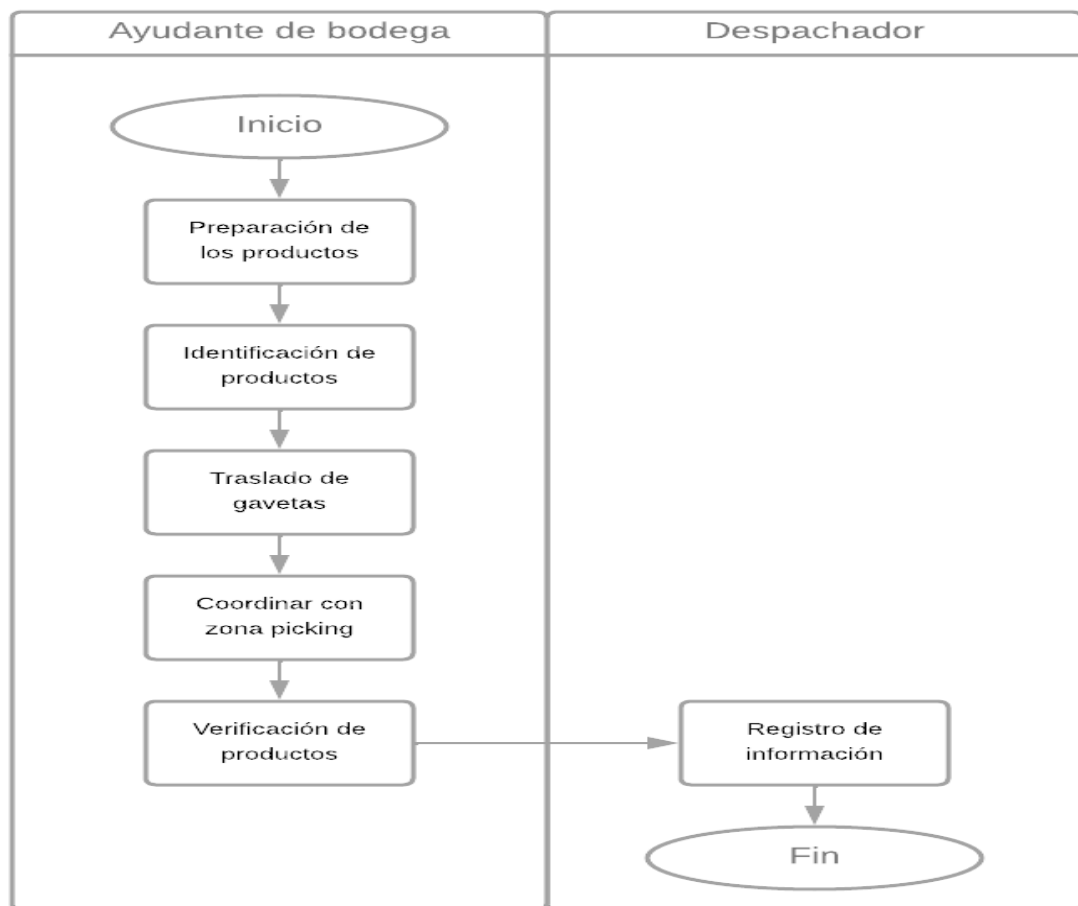 Ayudante de bodega
Despachador
Inicio
Preparación de
los productos
Identificación de
productos
Traslado de
gavetas
Coordinar con
zona picking
Verificación de
productos
Registro de
información
Fin